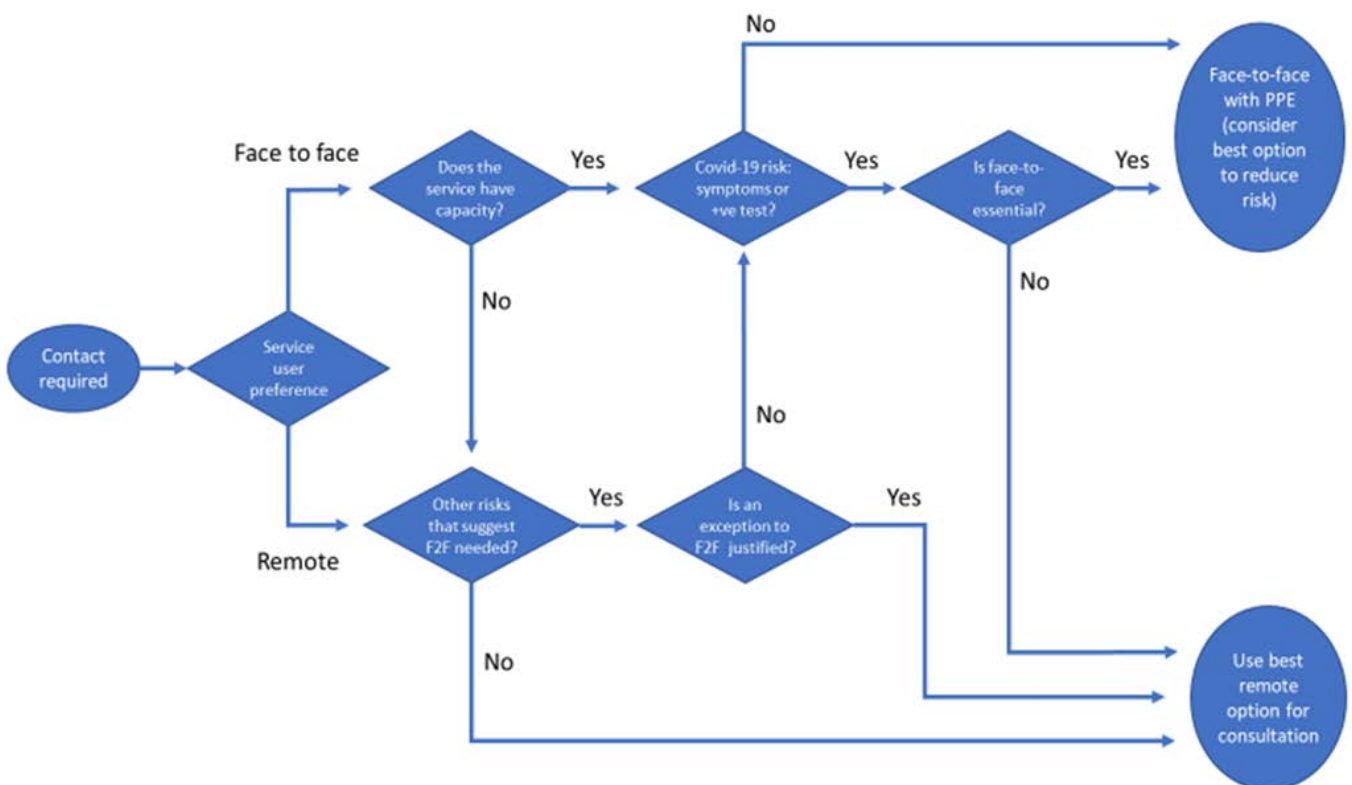 No
Face-to-face
with PPE
(consider
best option
to reduce
risk)
Face to face
Does the
service have
capacity?
Yes
Covid-19 risk:
symptoms or
+ve test?
Yes
Is face-to-
face
essential?
Yes
No
No
Contact
required
Service
user
preference
No
Remote
Other risks
that suggest
F2F needed?
Yes
Is an
exception to
F2F justified?
Yes
No
Use best
remote
option for
consultation